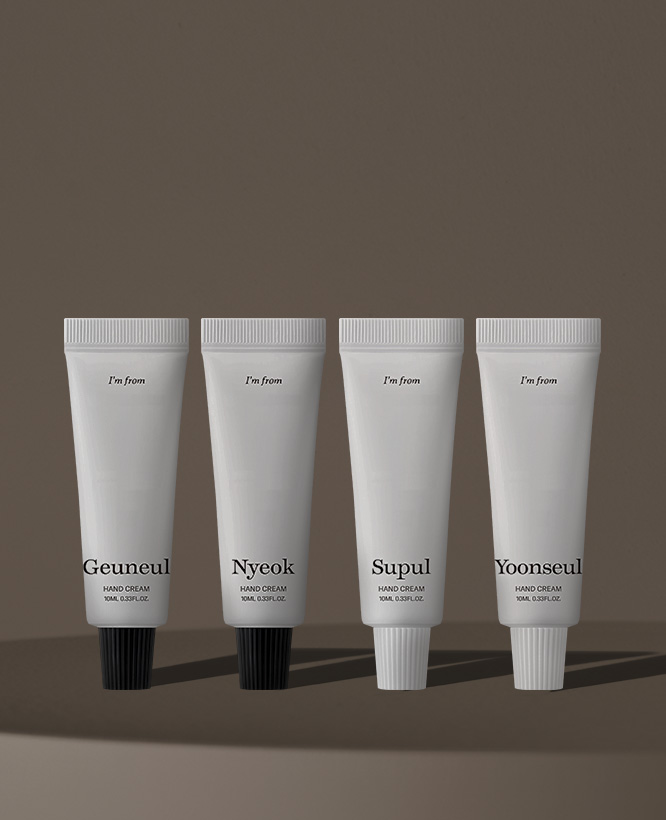 I'm from
Geuneul
HAND CREAM
10ML 0.33FL.OZ.
I'm from
Nyeok
HAND CREAM
10ML 0.33FL.OZ.
I'm from
Supul
HAND CREAM
10ML 0.33FL.OZ.
I'm from
Yoonseul
HAND CREAM
10ML 0.33FL.OZ.